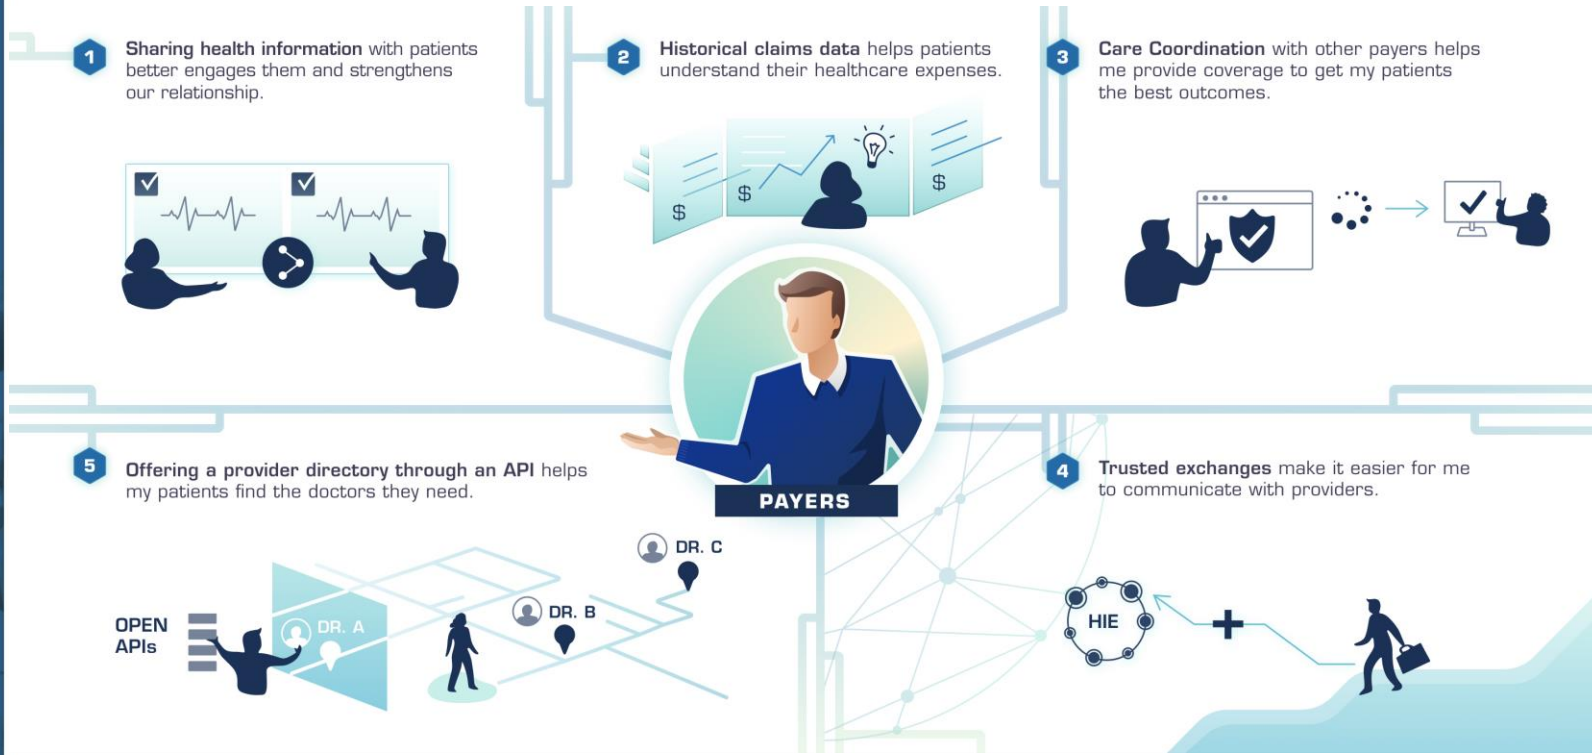 1
Sharing health information with patients
better engages them and strengthens
our relationship.
2
Historical claims data helps patients
understand their healthcare expenses.
$
$
$
3
Care Coordination with other payers helps
me provide coverage to get my patients
the best outcomes.
PAYERS
5
Offering a provider directory through an API helps
my patients find the doctors they need.
OPEN
APIs
DR. A
DR. B
DR. C
4
Trusted exchanges make it easier for me
to communicate with providers.
HIE